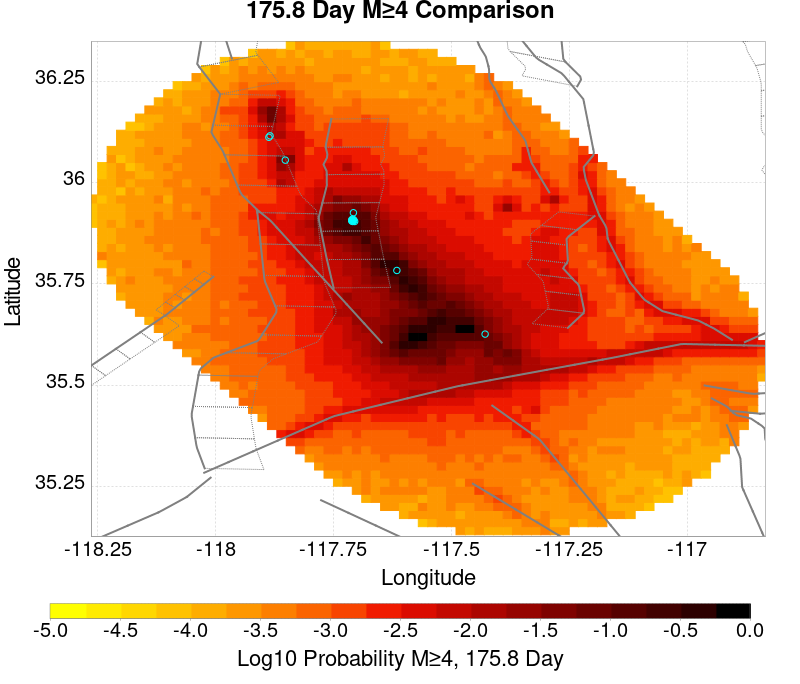 175.8 Day M≥4 Comparison
36.25
36
35.75
35.5
35.25
Latitude
-118.25 -118 -117.75 -117.5 -117.25 -117
Longitude
-5.0 -4.5 -4.0 -3.5 -3.0 -2.5 -2.0 -1.5 -1.0 -0.5 0.0
Log10 Probability M≥4, 175.8 Day